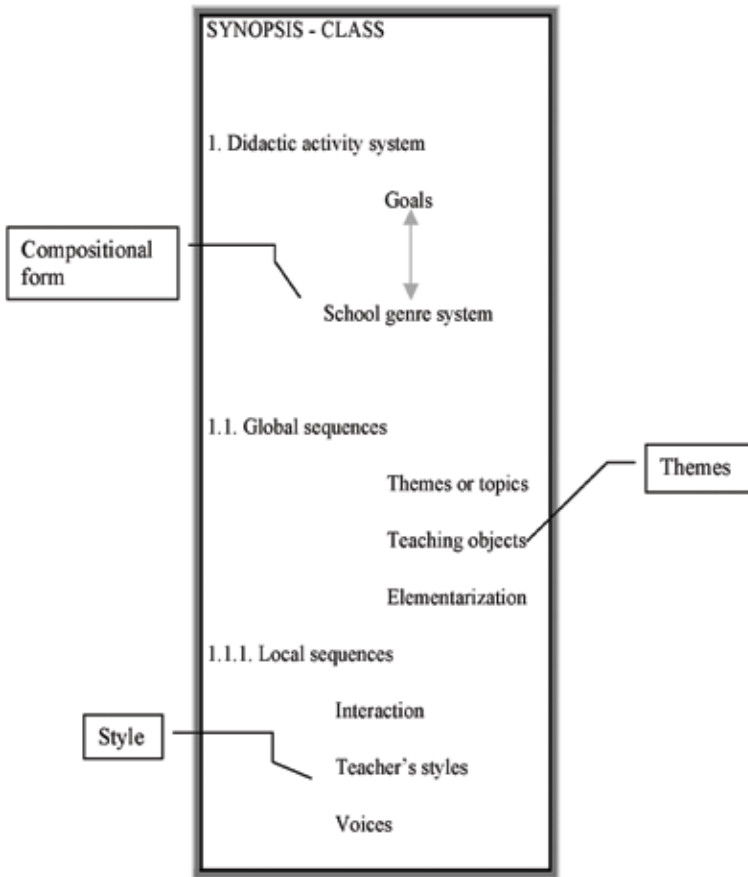 SYNOPSIS - CLASS
1. Didactic activity system
Goals
Compositional
form
School genre system
1.1. Global sequences
Themes
Themes or topics
Teaching objects
Elementarization
1.1.1. Local sequences
Interaction
Style
Teacher's styles
Voices